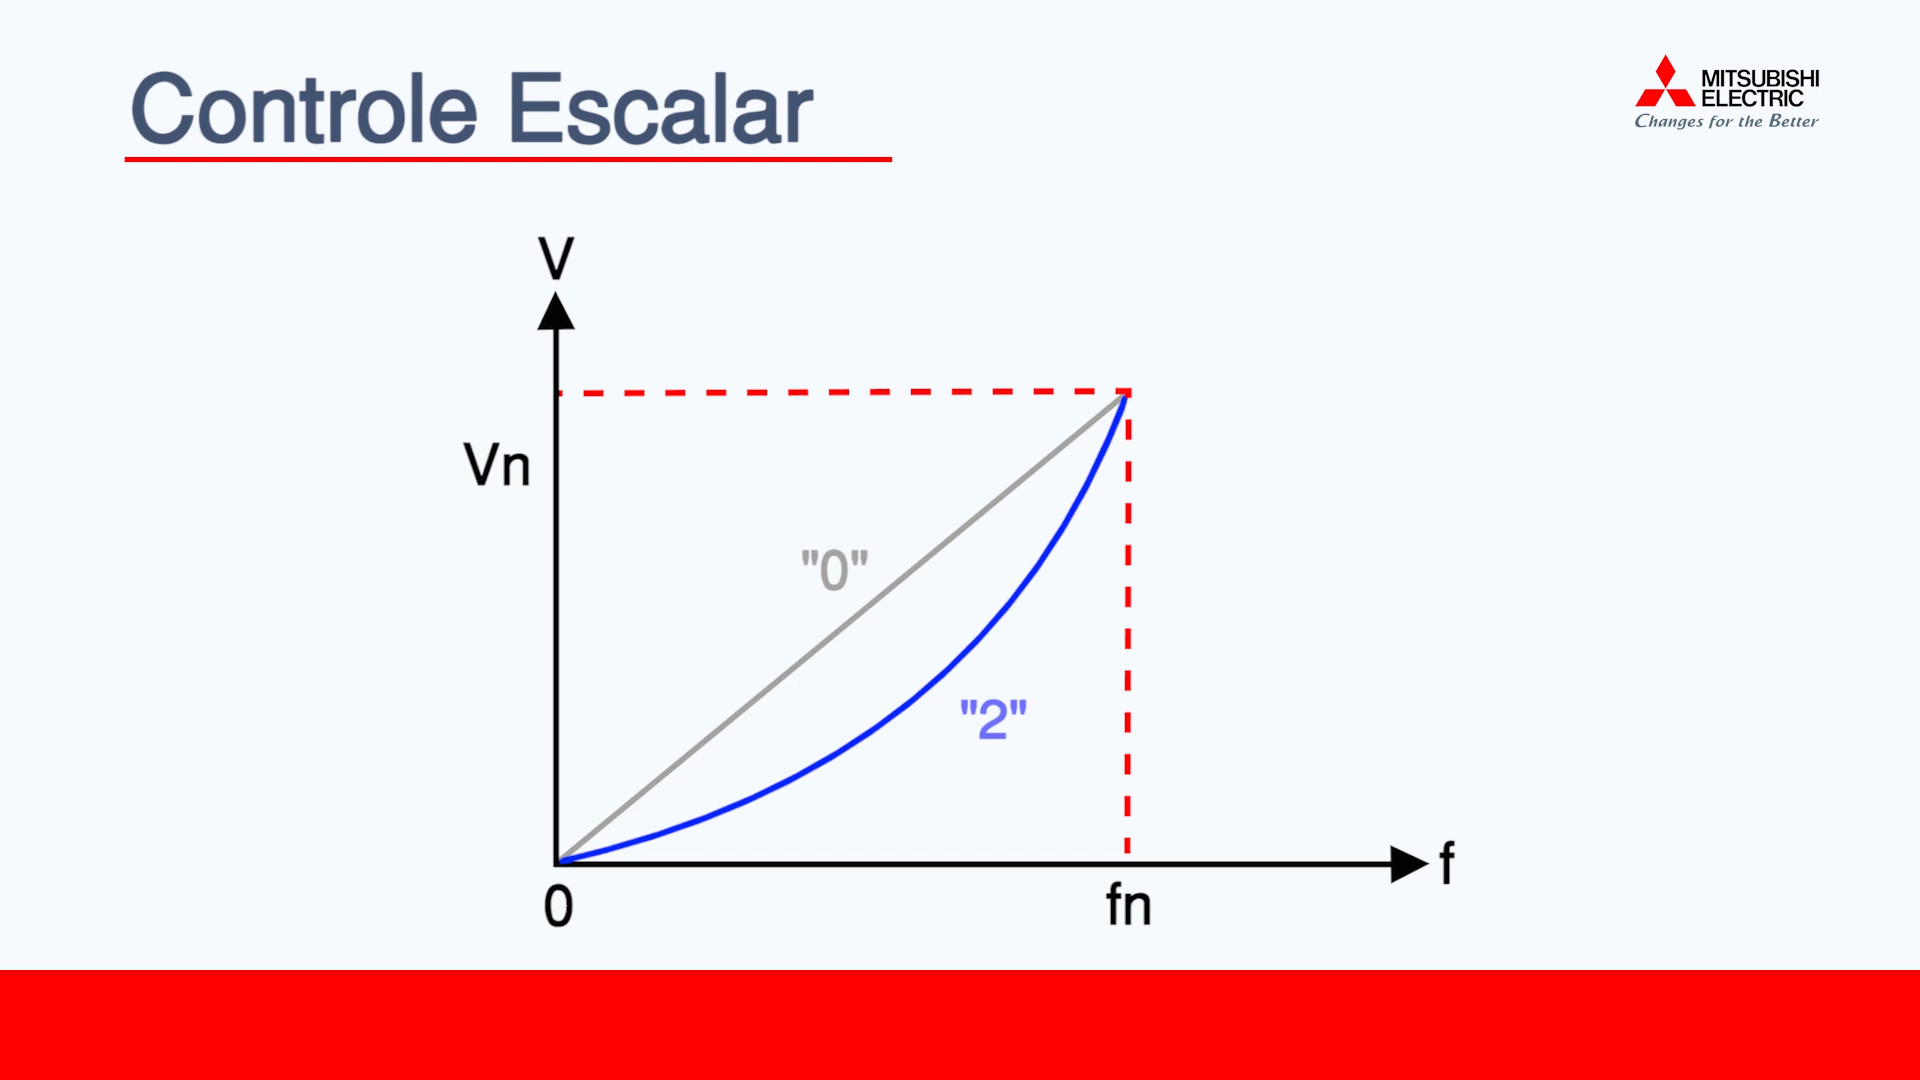 Controle Escalar
MITSUBISHI
ELECTRIC
Changes for the Better
V
Vn
"0"
"2"
f
0
fn